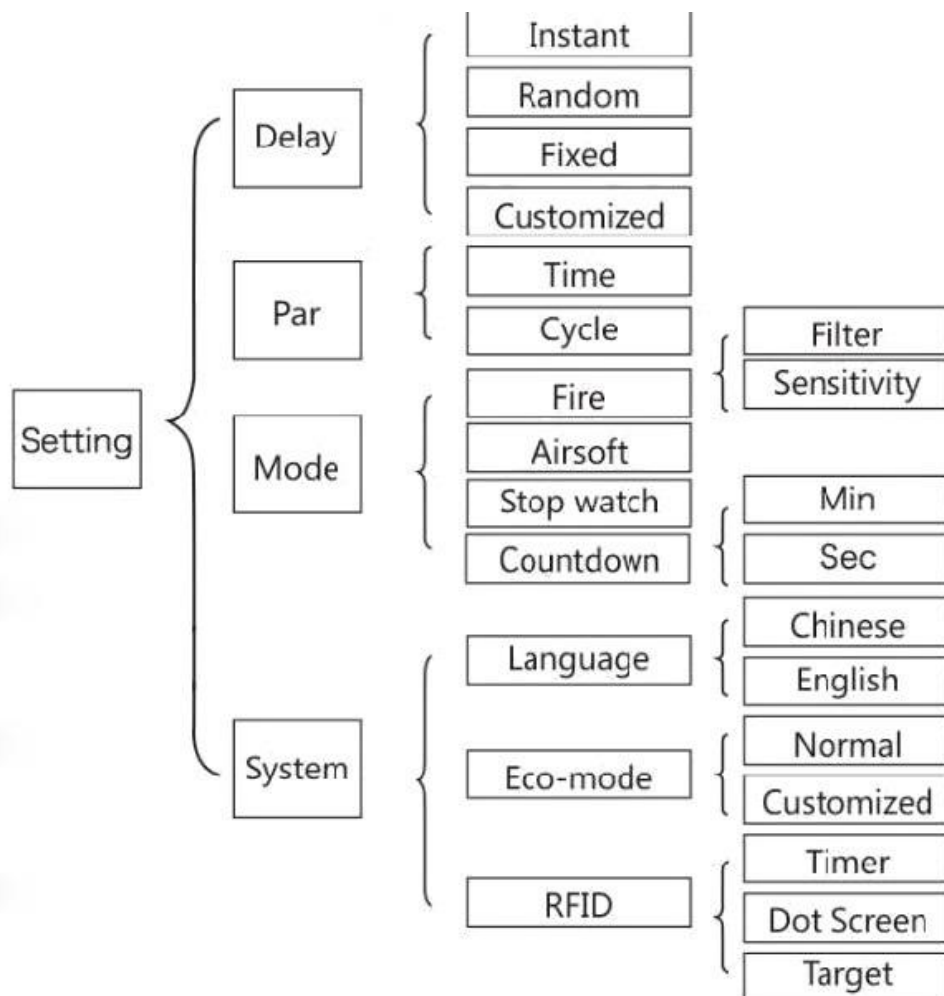 Setting
Delay
Instant
Random
Fixed
Customized
Par
Time
Cycle
Mode
Fire
Filter
Sensitivity
Airsoft
Stop watch
Countdown
Min
Sec
System
Language
Chinese
English
Eco-mode
Normal
Customized
RFID
Timer
Dot Screen
Target